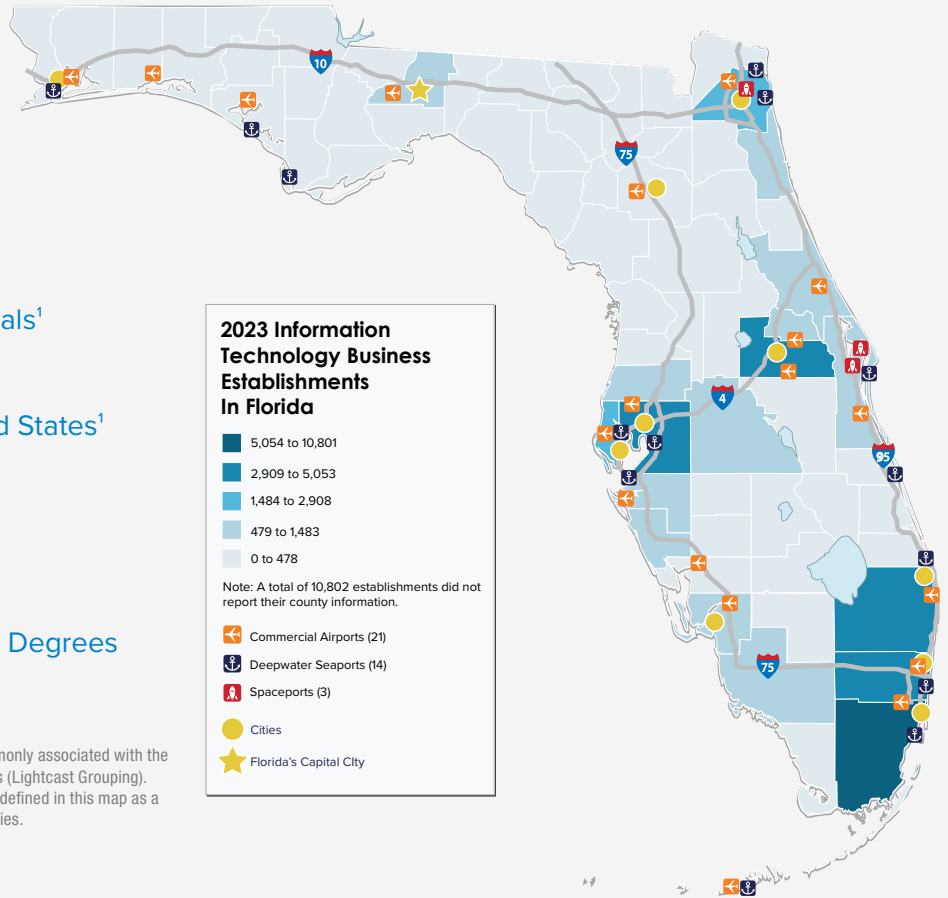 10
75
als¹
d States¹
Degrees
monly associated with the
s (Lightcast Grouping).
defined in this map as a
ies.
2023 Information
Technology Business
Establishments
In Florida
5,054 to 10,801
2,909 to 5,053
1,484 to 2,908
479 to 1,483
0 to 478
Note: A total of 10,802 establishments did not
report their county information.
Commercial Airports (21)
Deepwater Seaports (14)
Spaceports (3)
Cities
Florida's Capital CIty
4
95
75